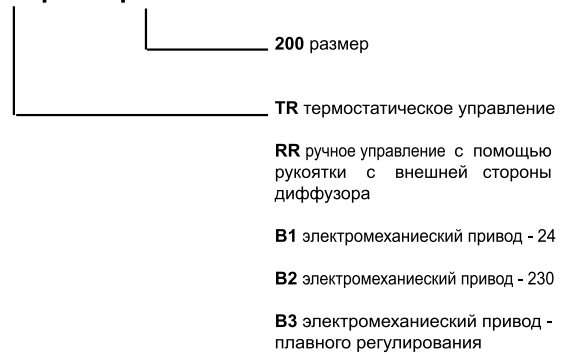 200 размер
TR термостатическое управление
RR ручное управление с помощью
рукоятки с внешней стороны
диффузора
B1 электромеханиеский привод - 24
B2 электромеханиеский привод - 230
B3 электромеханиеский привод -
плавного регулирования